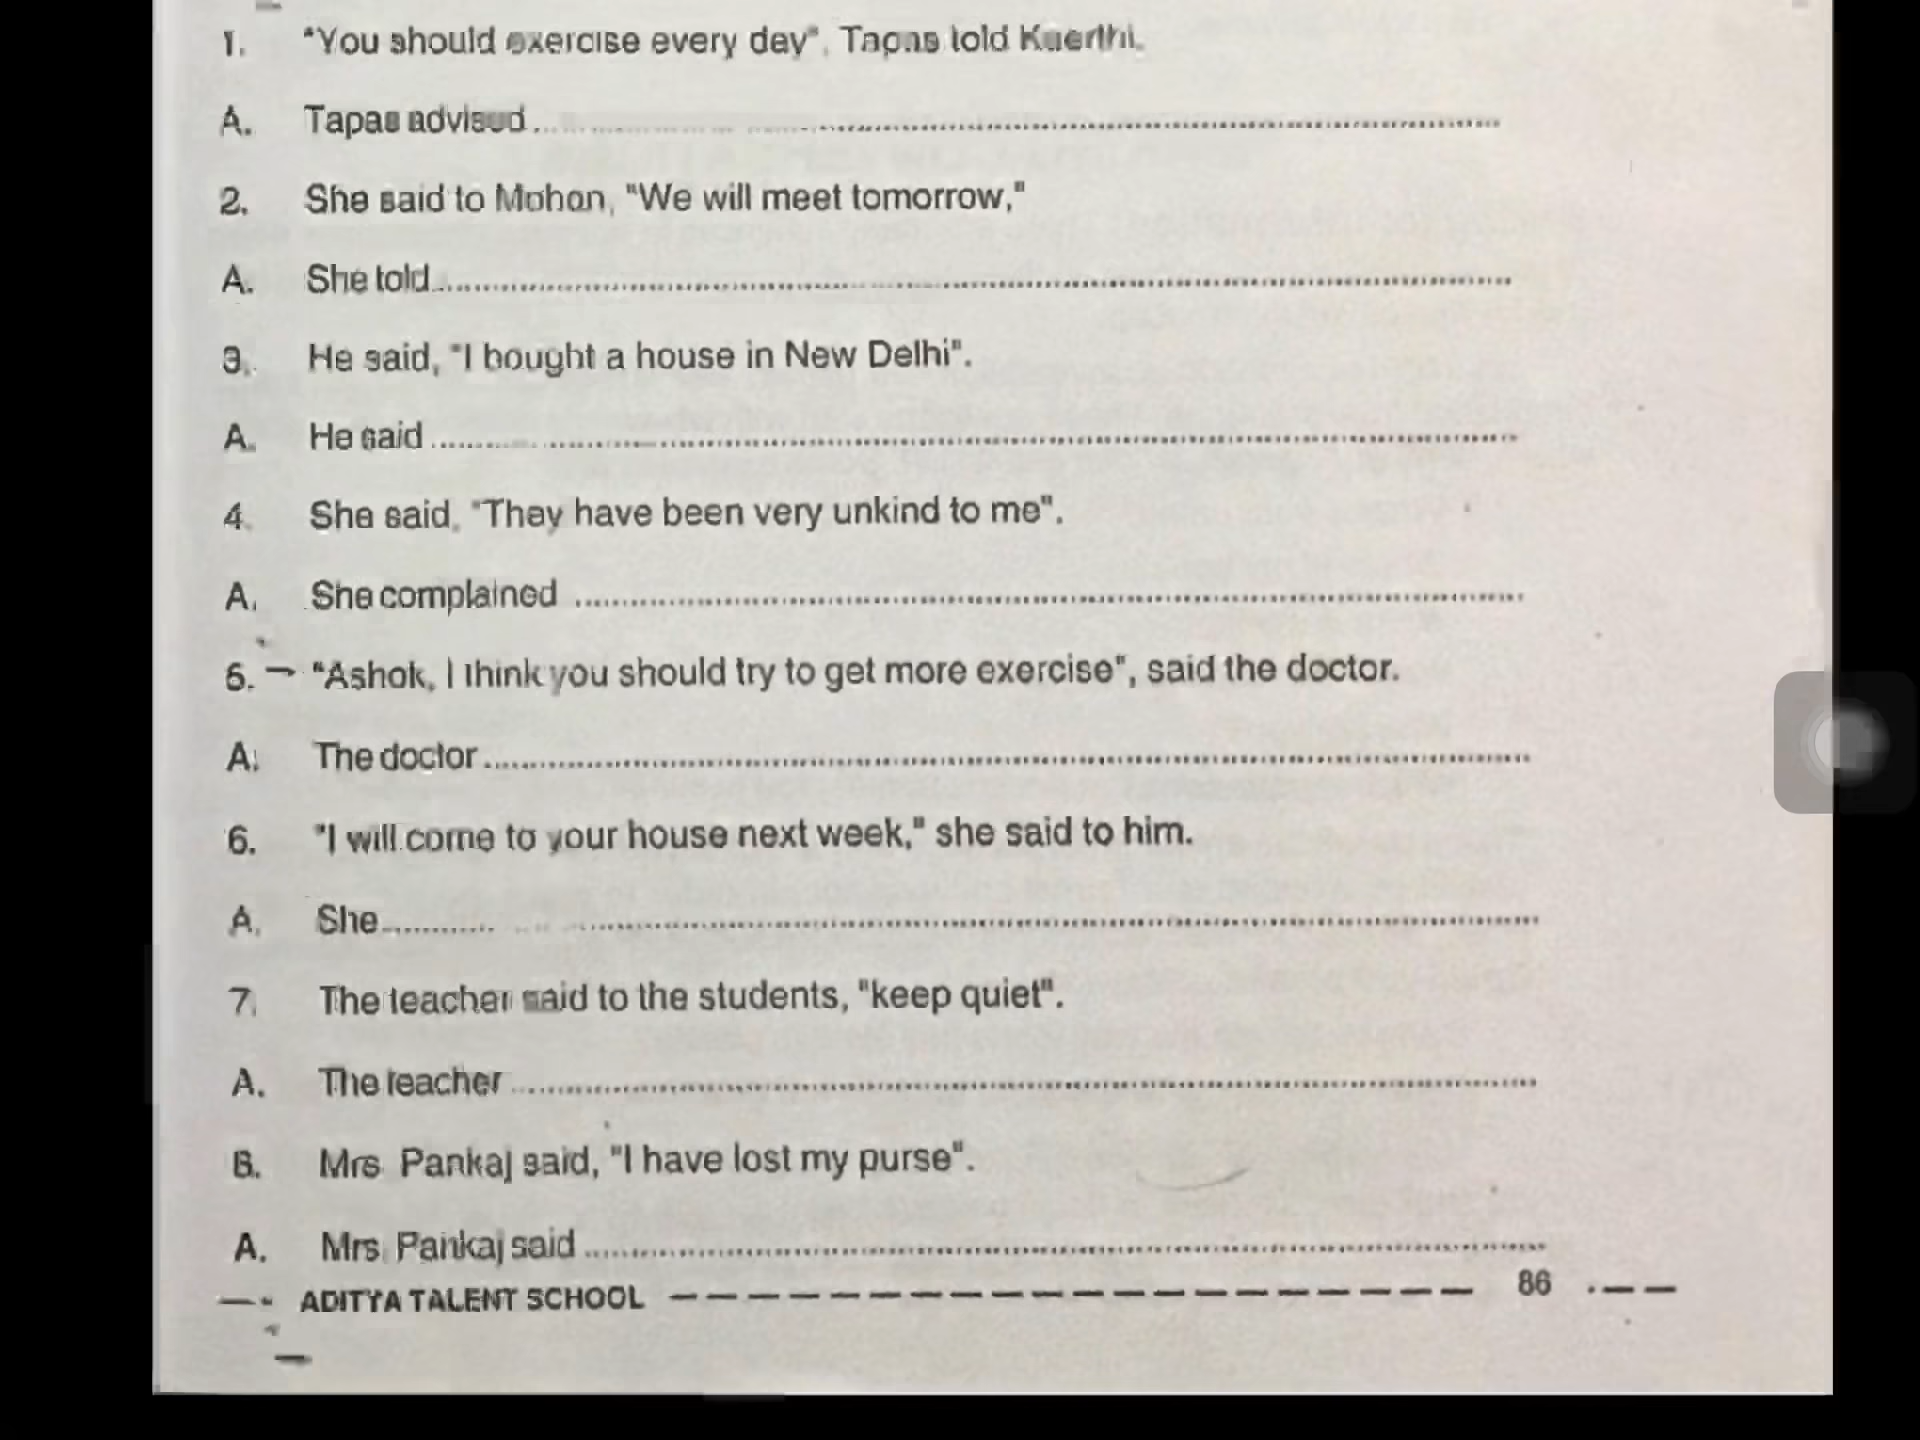 1. "You should exercise every day", Tapas told Keerthi.
A. Tapas advised
2. She said to Mohan, "We will meet tomorrow,"
A. She told
3. He said, "I bought a house in New Delhi".
A. He said
4. She said, "They have been very unkind to me".
A. She complained
5. "Ashok, I think you should try to get more exercise", said the doctor.
A. The doctor
6. "I will come to your house next week," she said to him.
A. She
7. The teacher said to the students, "keep quiet".
A. The teacher
8. Mrs. Pankaj said, "I have lost my purse".
A. Mrs. Pankaj said
ADITYA TALENT SCHOOL 86